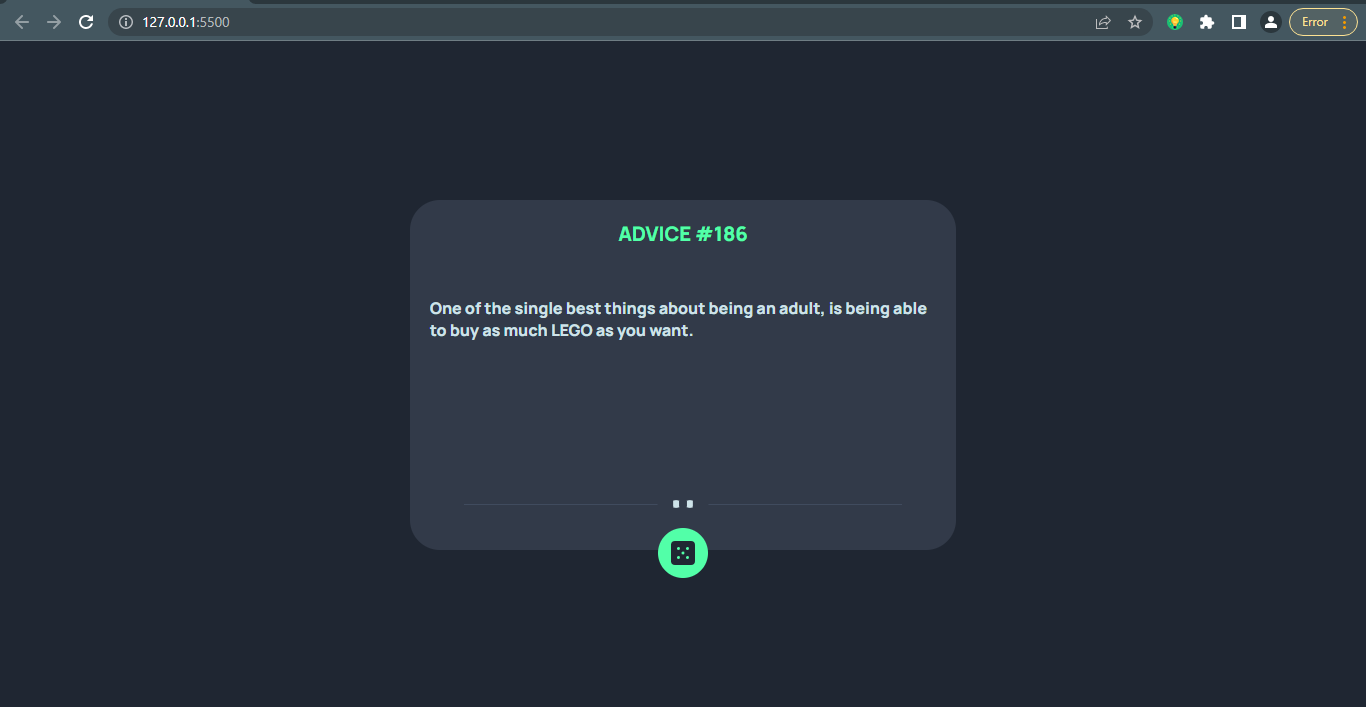 127.0.0.1:5500
Error
ADVICE #186
One of the single best things about being an adult, is being able
to buy as much LEGO as you want.